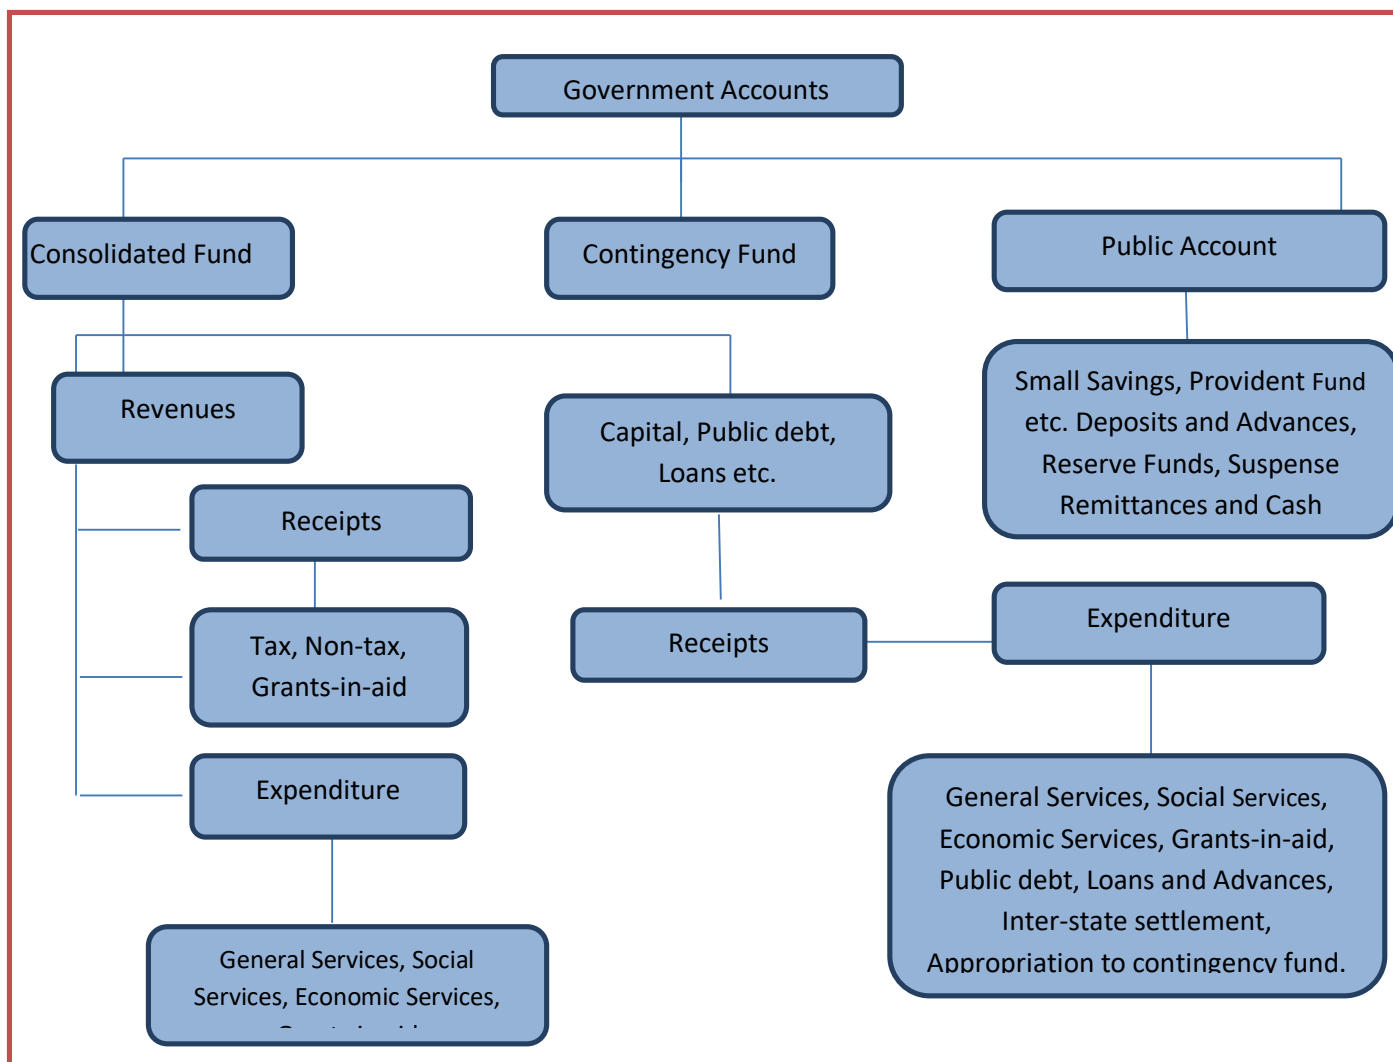 Government Accounts
Consolidated Fund
Contingency Fund
Public Account
Revenues
Capital, Public debt,
Loans etc.
Small Savings, Provident Fund
etc. Deposits and Advances,
Reserve Funds, Suspense
Remittances and Cash
Receipts
Tax, Non-tax,
Grants-in-aid
Expenditure
General Services, Social
Services, Economic Services,
Receipts
Expenditure
General Services, Social Services,
Economic Services, Grants-in-aid,
Public debt, Loans and Advances,
Inter-state settlement,
Appropriation to contingency fund.